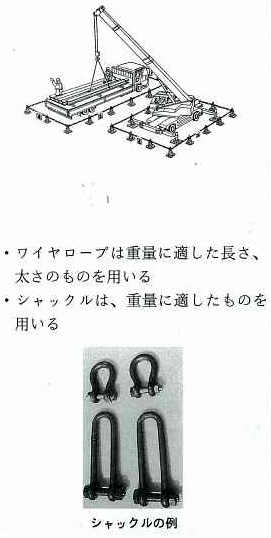 ・ワイヤロープは重量に適した長さ、
太さのものを用いる
・シャックルは、重量に適したものを
用いる
シャックルの例